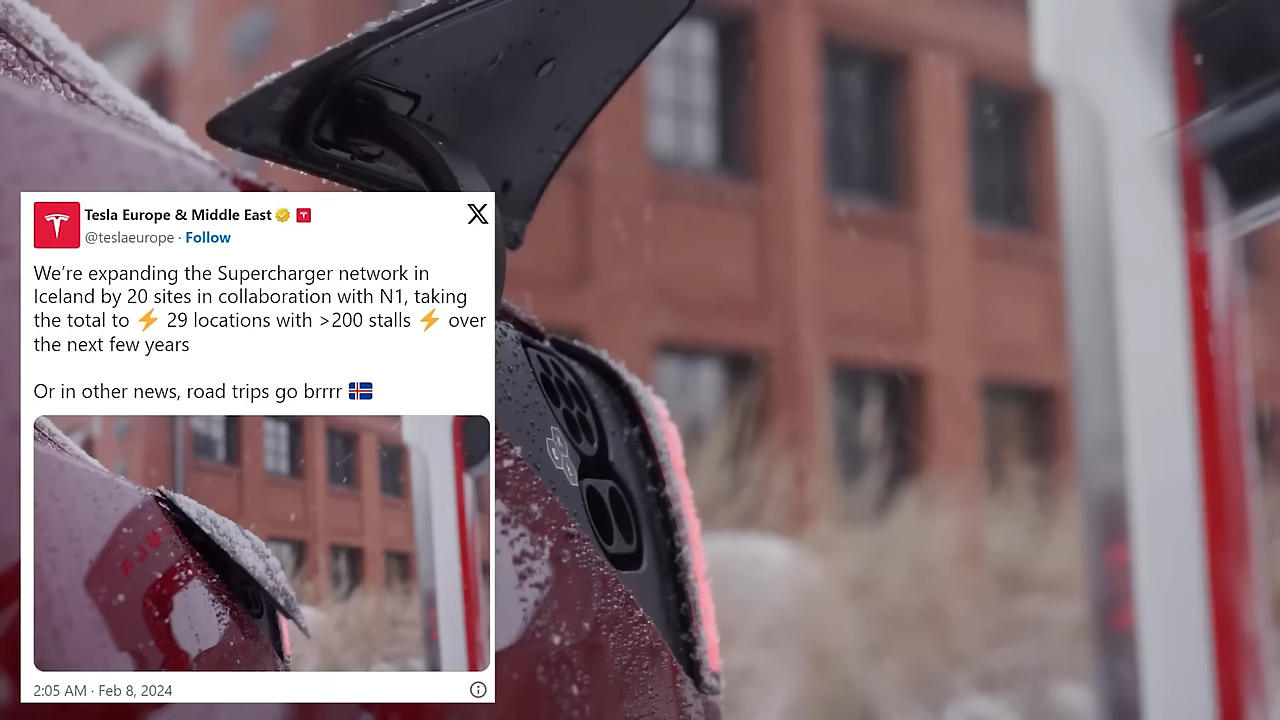 Tesla Europe & Middle East
@teslaeurope · Follow
We’re expanding the Supercharger network in
Iceland by 20 sites in collaboration with N1, taking
the total to ⚡ 29 locations with >200 stalls ⚡ over
the next few years
Or in other news, road trips go brrrr 🇮🇸
2:05 AM · Feb 8, 2024